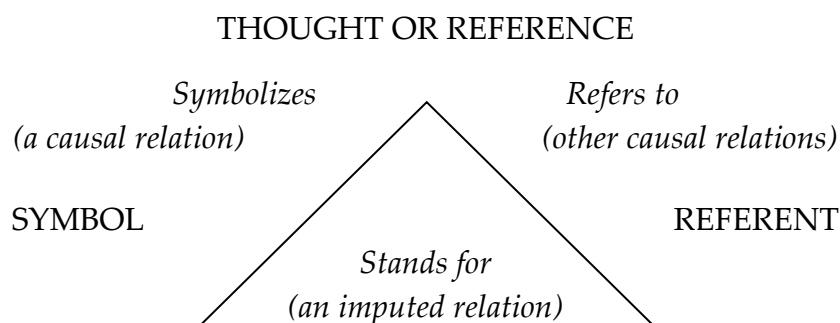 THOUGHT OR REFERENCE
Symbolizes Refers to
(a causal relation) (other causal relations)
SYMBOL REFERENT
Stands for
(an imputed relation)